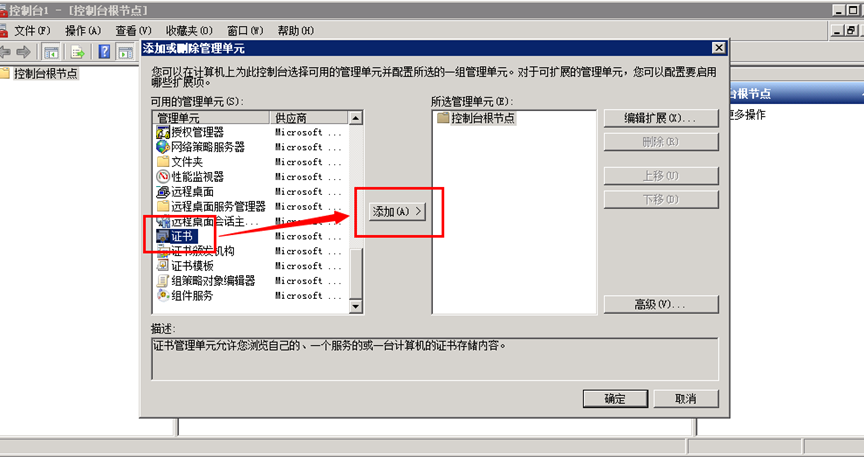 控制台1 - [控制台根节点]
文件(F) 操作(A) 查看(V) 收藏夹(O) 窗口(W) 帮助(H)
控制台根节点
添加或删除管理单元
您可以在计算机上为此控制台选择可用的管理单元并配置所选的一组管理单元。对于可扩展的管理单元，您可以配置要启用
哪些扩展项。
可用的管理单元(S):
管理单元 供应商
授权管理器 Microsoft ...
网络策略服务器 Microsoft ...
文件夹 Microsoft ...
性能监视器 Microsoft ...
远程桌面 Microsoft ...
远程桌面服务管理器 Microsoft ...
远程桌面会话主... Microsoft ...
证书 Microsoft ...
证书颁发机构 Microsoft ...
证书模板 Microsoft ...
组策略对象编辑器 Microsoft ...
组件服务 Microsoft ...
添加(A) >
所选管理单元(E):
控制台根节点
编辑扩展(X)...
删除(R)
上移(U)
下移(D)
高级(V)...
描述:
证书管理单元允许您浏览自己的、一个服务的或一台计算机的证书存储内容。
确定 取消
台根节点
更多操作